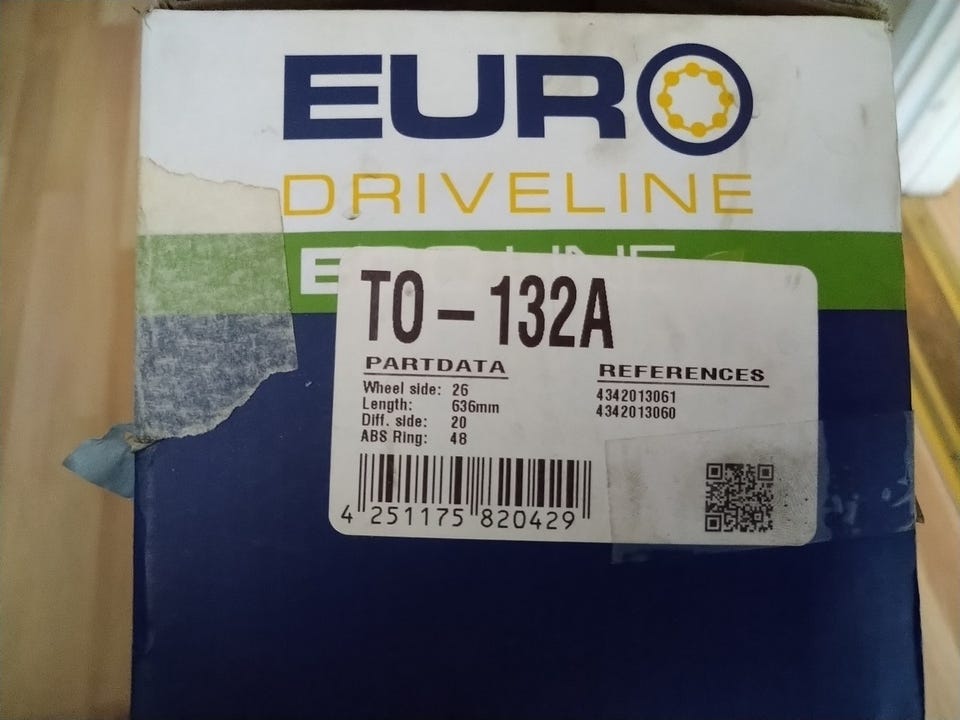 EURO
DRIVELINE
TO-132A
PARTDATA
Wheel side: 26
Length: 636mm
Diff. side: 20
ABS Ring: 48
REFERENCES
4342013061
4342013060
4 251175 820429